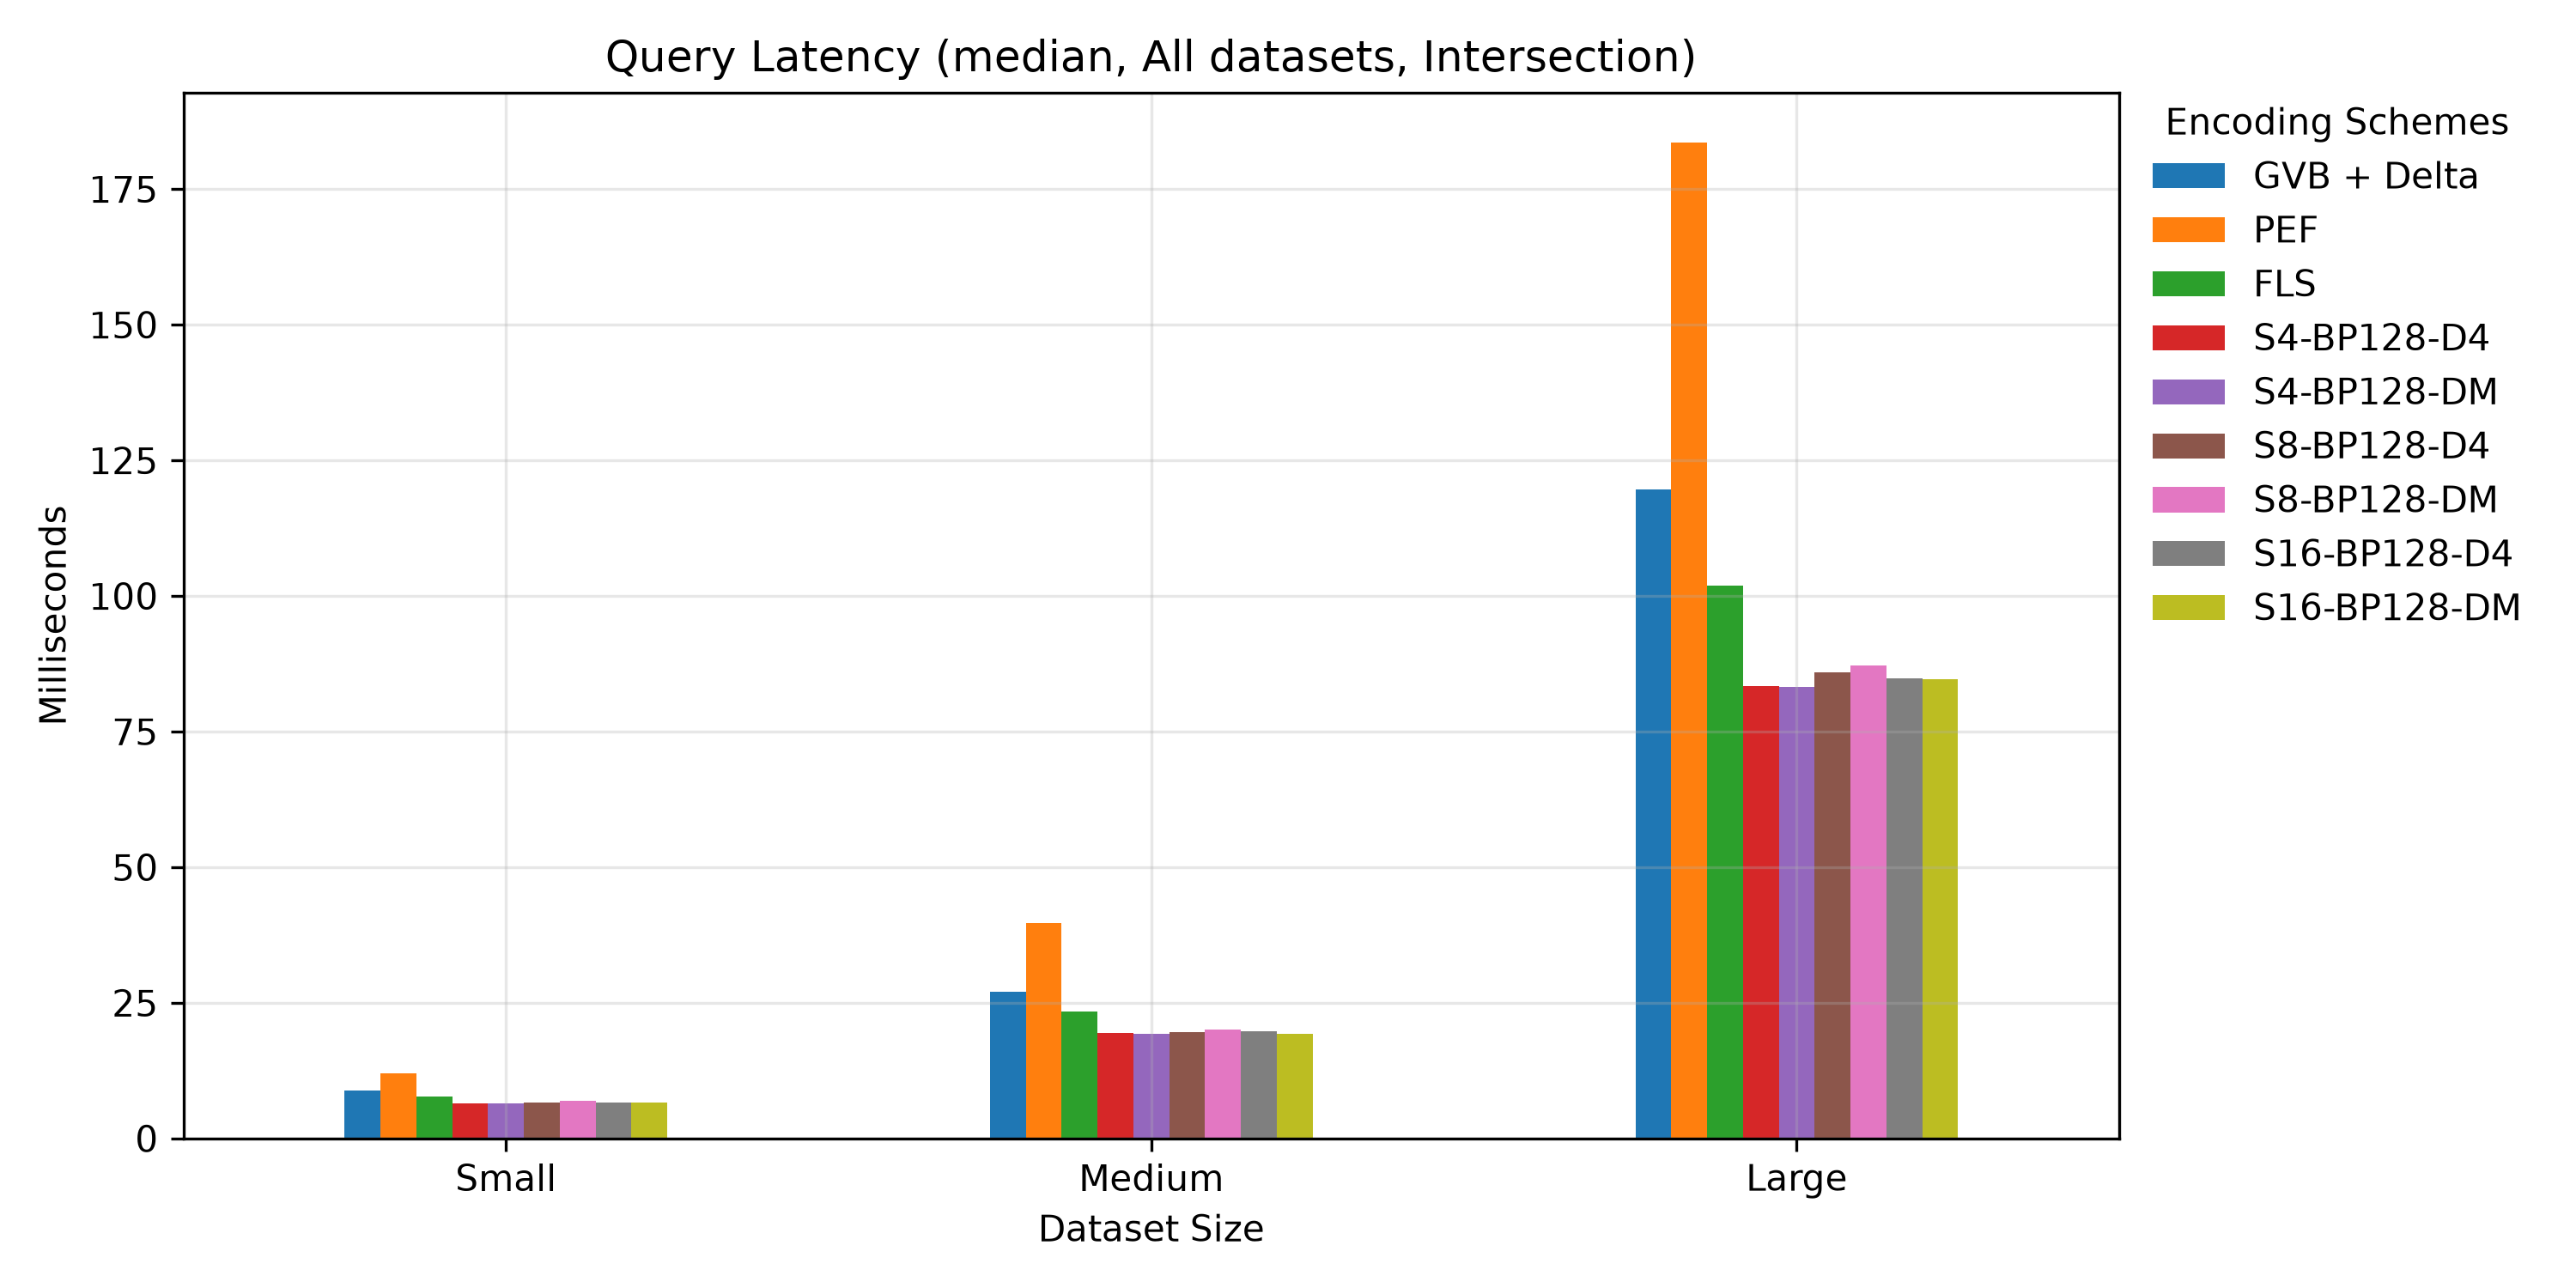 Query Latency (median, All datasets, Intersection)
Milliseconds
175
150
125
100
75
50
25
0
Small
Medium
Large
Dataset Size
Encoding Schemes
GVB + Delta
PEF
FLS
S4-BP128-D4
S4-BP128-DM
S8-BP128-D4
S8-BP128-DM
S16-BP128-D4
S16-BP128-DM